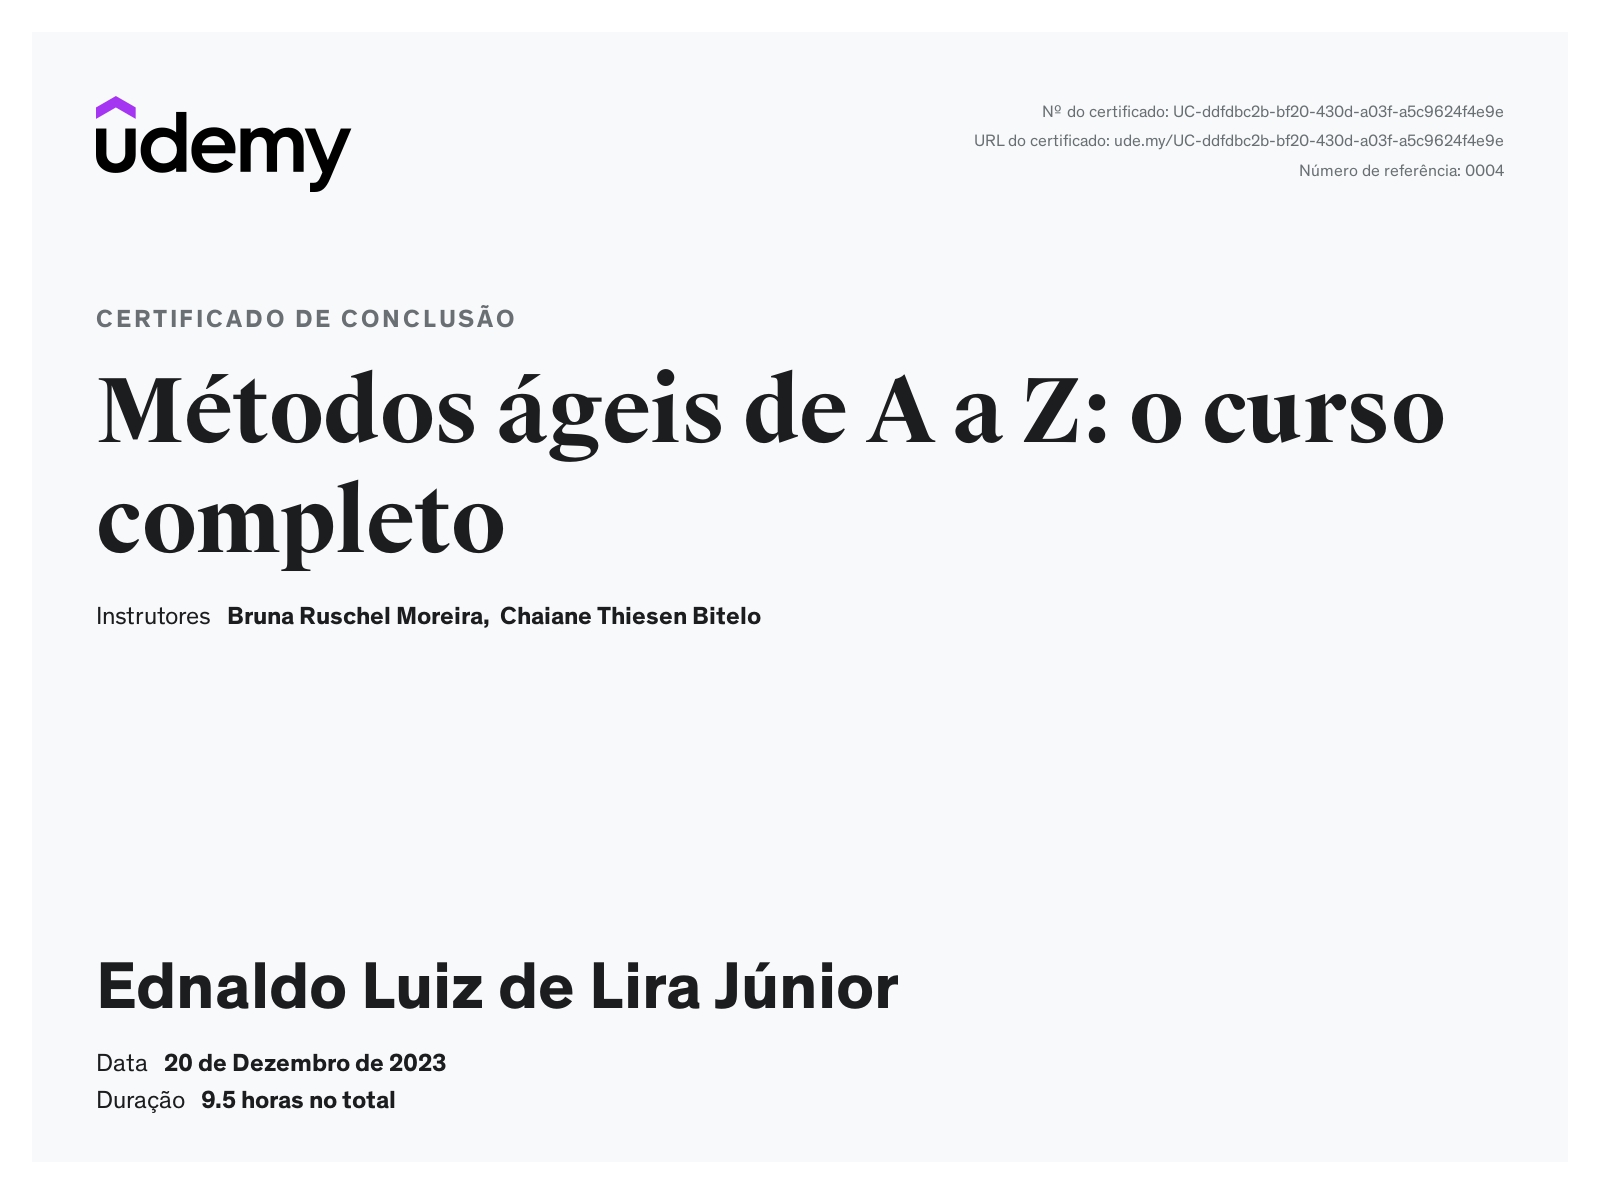 udemy
Nº do certificado: UC-ddfdbc2b-bf20-430d-a03f-a5c9624f4e9e
URL do certificado: ude.my/UC-ddfdbc2b-bf20-430d-a03f-a5c9624f4e9e
Número de referência: 0004
CERTIFICADO DE CONCLUSÃO
Métodos ágeis de A a Z: o curso
completo
Instrutores Bruna Ruschel Moreira, Chaiane Thiesen Bitelo
Ednaldo Luiz de Lira Júnior
Data 20 de Dezembro de 2023
Duração 9.5 horas no total